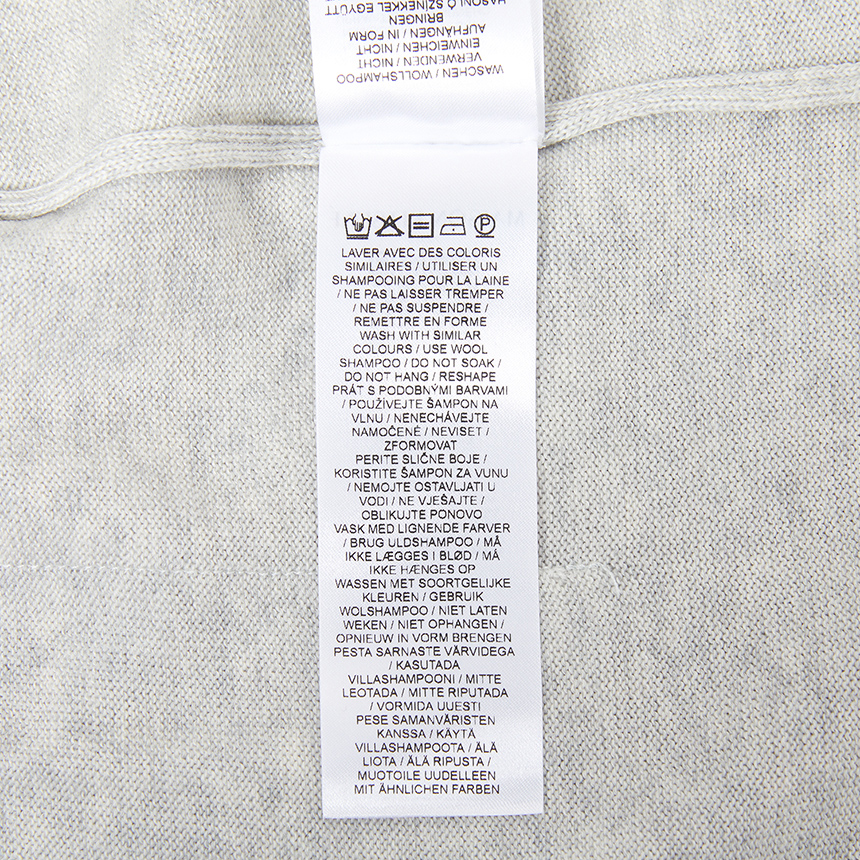 WASCHEN / WOLLSHAMPOO
VERWENDEN / NICHT
EINWEICHEN / NICHT
AUFHÄNGEN / IN FORM
BRINGEN
HASONLÓ SZÍNEKKEL EGYÜTT
P
LAVER AVEC DES COLORIS
SIMILAIRES / UTILISER UN
SHAMPOOING POUR LA LAINE
/ NE PAS LAISSER TREMPER
/ NE PAS SUSPENDRE /
REMETTRE EN FORME
WASH WITH SIMILAR
COLOURS / USE WOOL
SHAMPOO / DO NOT SOAK /
DO NOT HANG / RESHAPE
PRÁT S PODOBNÝMI BARVAMI
/ POUŽÍVEJTE ŠAMPON NA
VLNU / NENECHÁVEJTE
NAMOČENÉ / NEVISET /
ZFORMOVAT
PERITE SLIČNE BOJE /
KORISTITE ŠAMPON ZA VUNU
/ NEMOJTE OSTAVLJATI U
VODI / NE VJEŠAJTE /
OBLIKUJTE PONOVO
VASK MED LIGNENDE FARVER
/ BRUG ULDSHAMPOO / MÅ
IKKE LÆGGES I BLØD / MÅ
IKKE HÆNGES OP
WASSEN MET SOORTGELIJKE
KLEUREN / GEBRUIK
WOLSHAMPOO / NIET LATEN
WEKEN / NIET OPHANGEN /
OPNIEUW IN VORM BRENGEN
PESTA SARNASTE VÄRVIDEGA
/ KASUTADA
VILLASHAMPOONI / MITTE
LEOTADA / MITTE RIPUTADA
/ VORMIDA UUESTI
PESE SAMANVÄRISTEN
KANSSA / KÄYTÄ
VILLASHAMPOOTA / ÄLÄ
LIOTA / ÄLÄ RIPUSTA /
MUOTOILE UUDELLEEN
MIT ÄHNLICHEN FARBEN